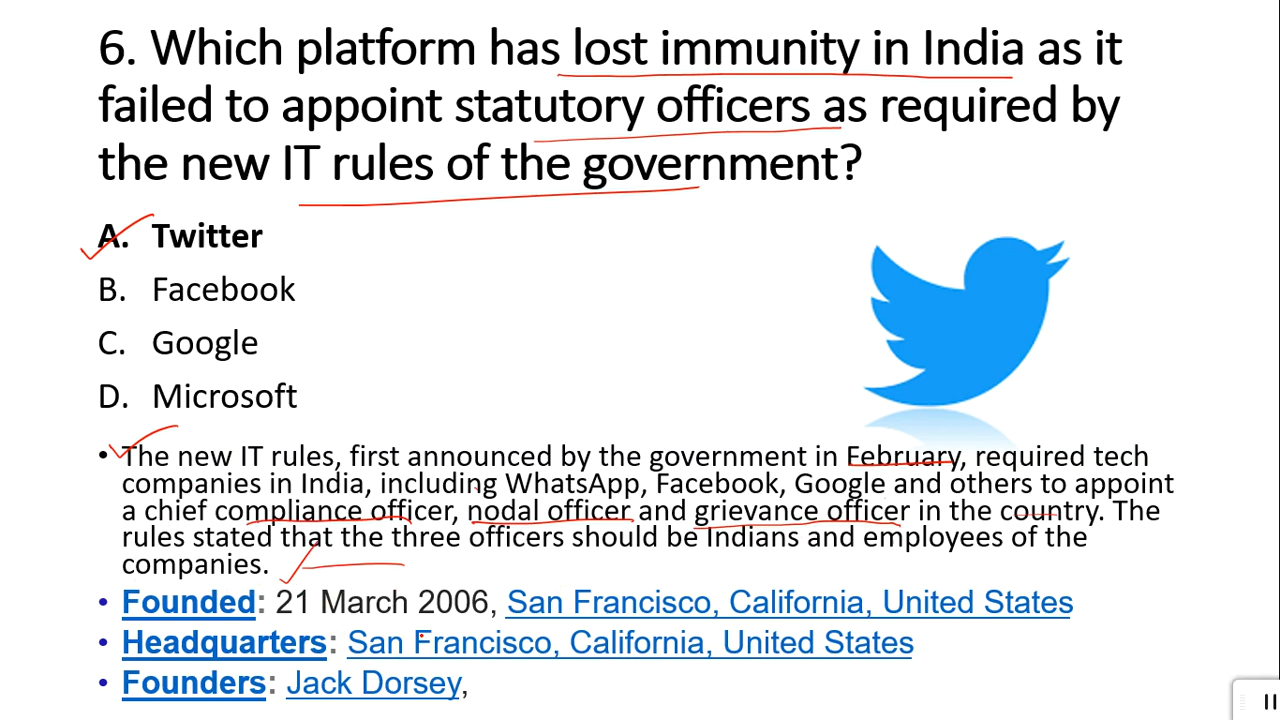 6. Which platform has lost immunity in India as it
failed to appoint statutory officers as required by
the new IT rules of the government?
A. Twitter
B. Facebook
C. Google
D. Microsoft
• The new IT rules, first announced by the government in February, required tech
companies in India, including WhatsApp, Facebook, Google and others to appoint
a chief compliance officer, nodal officer and grievance officer in the country. The
rules stated that the three officers should be Indians and employees of the
companies.
• Founded: 21 March 2006, San Francisco, California, United States
• Headquarters: San Francisco, California, United States
• Founders: Jack Dorsey,